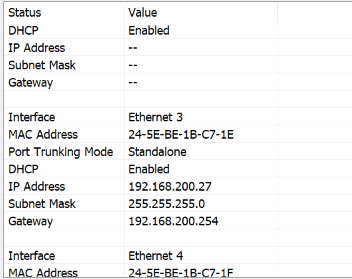 Status Value
DHCP Enabled
IP Address --
Subnet Mask --
Gateway --
Interface Ethernet 3
MAC Address 24-5E-BE-1B-C7-1E
Port Trunking Mode Standalone
DHCP Enabled
IP Address 192.168.200.27
Subnet Mask 255.255.255.0
Gateway 192.168.200.254
Interface Ethernet 4
MAC Address 24-5E-BE-1B-C7-1F